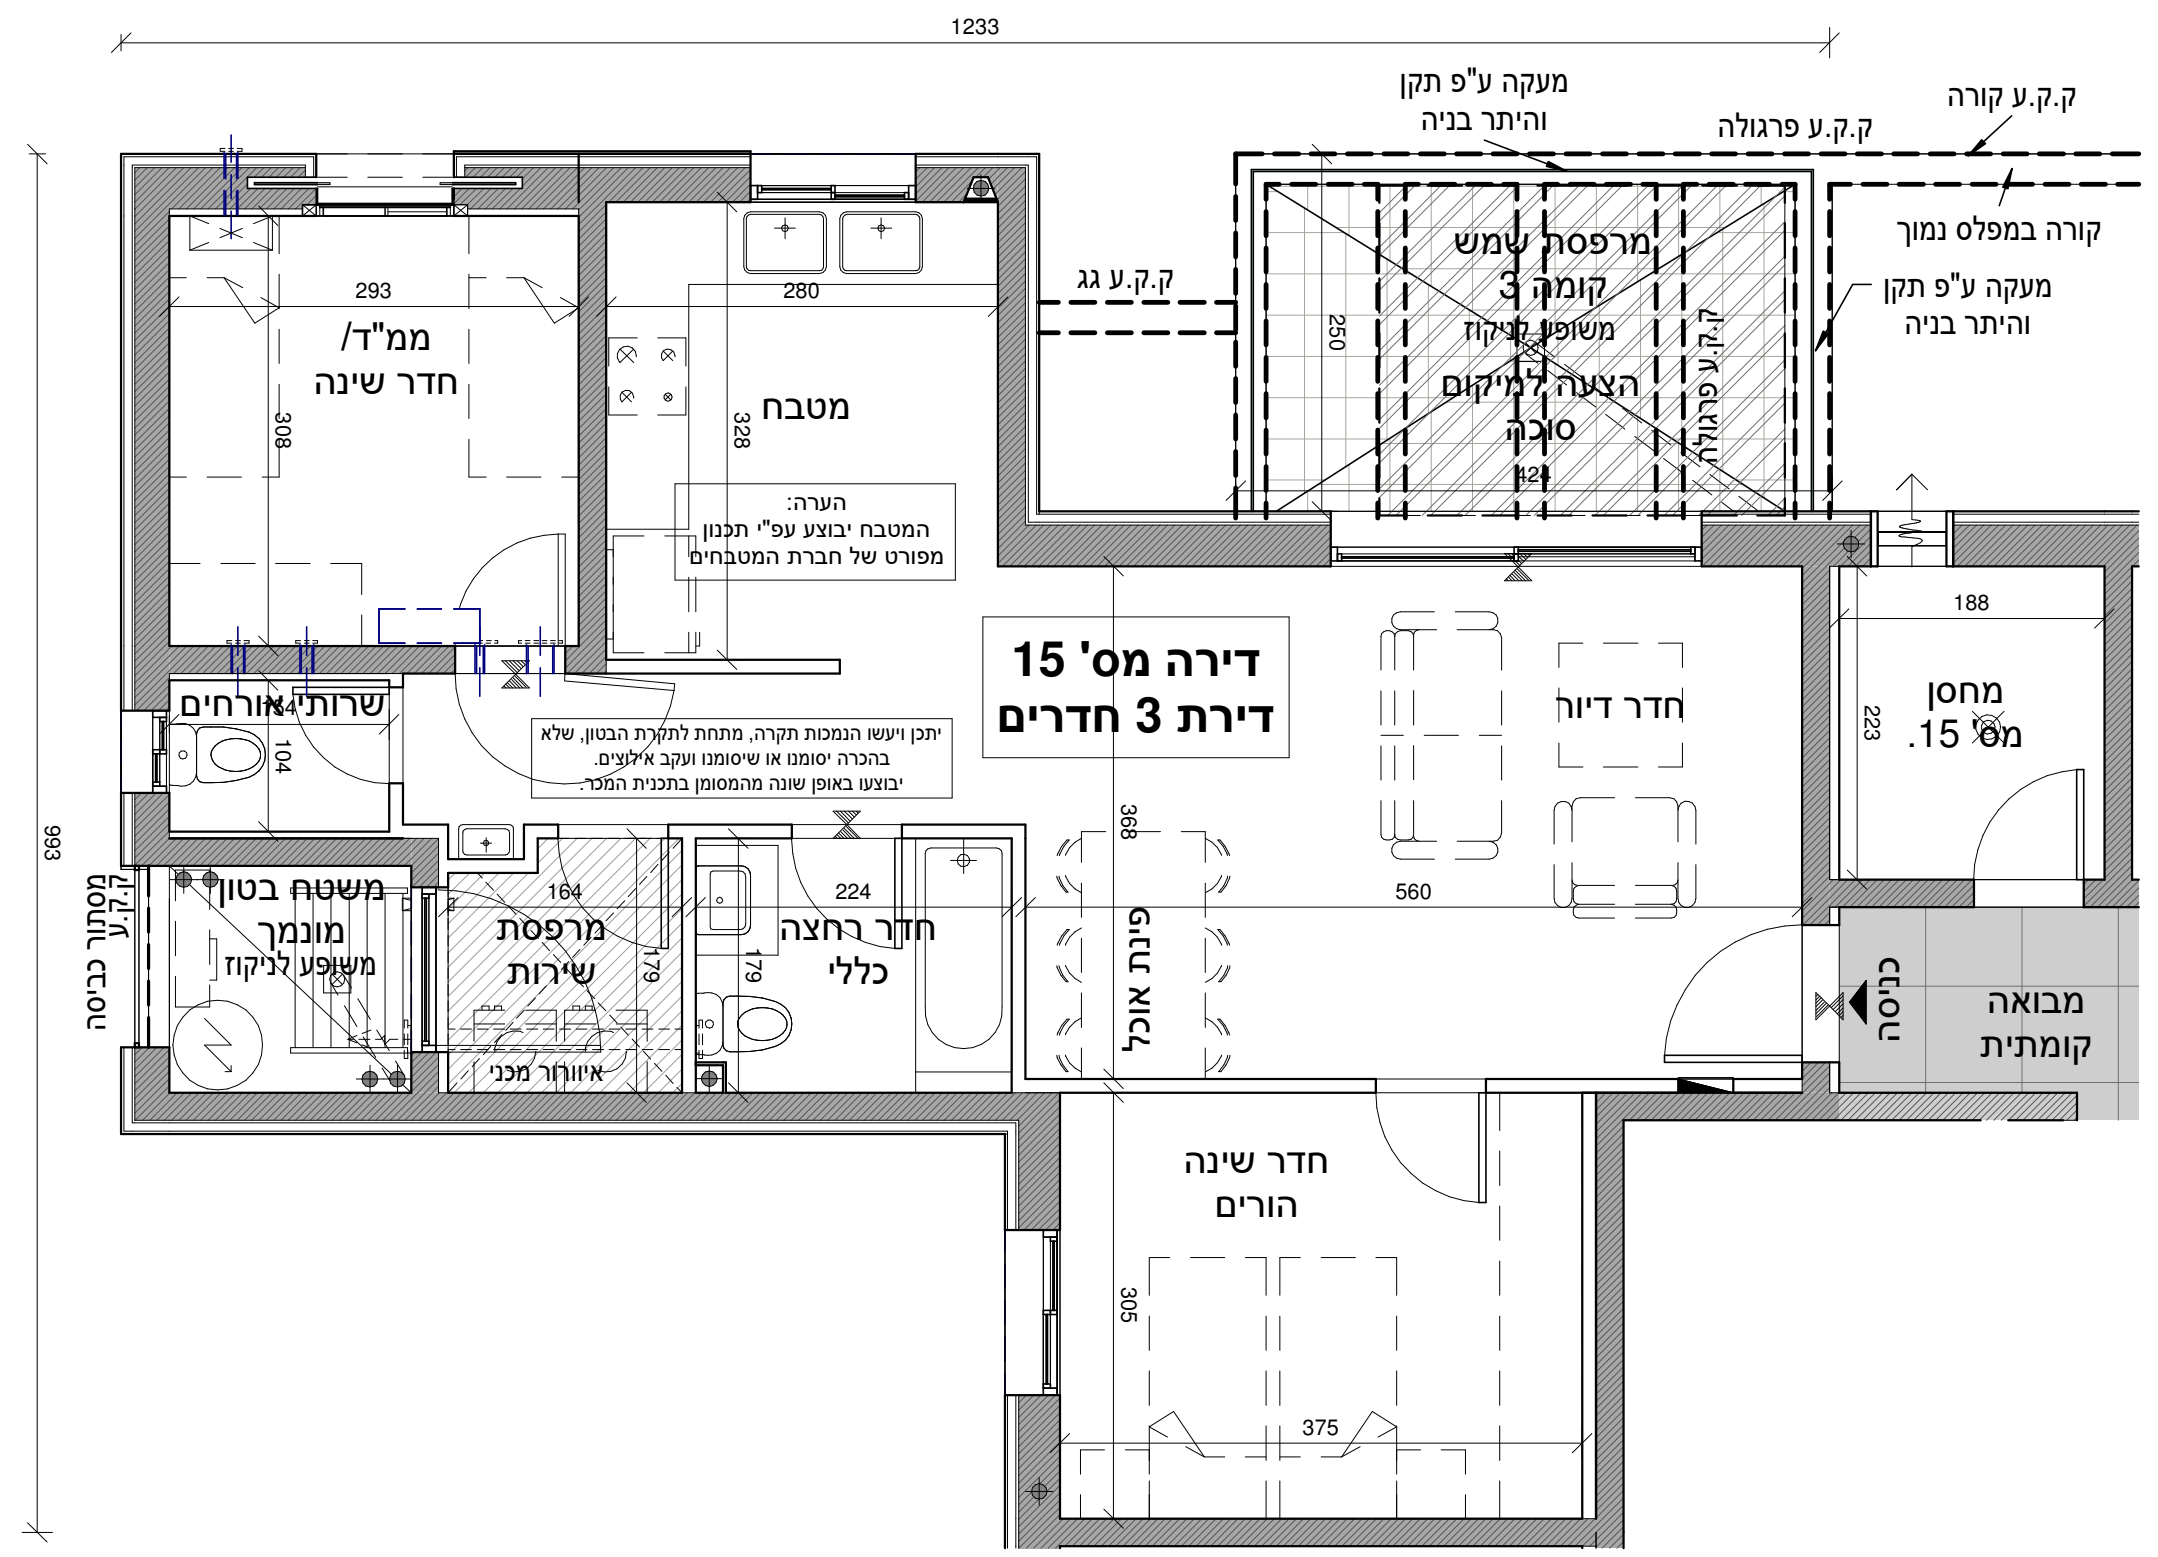 1233
מעקה ע"פ תקן
והיתר בניה
ק.ק.ע פרגולה
ק.ק.ע קורה
קורה במפלס נמוך
מעקה ע"פ תקן
והיתר בניה
ק.ק.ע גג
מרפסת שמש
קומה 3
משופע לניקוז
הצעה למיקום
סוכה
ק.ק.ע פרגולה
250
424
293
ממ"ד/
חדר שינה
308
280
מטבח
328
הערה:
המטבח יבוצע עפ"י תכנון
מפורט של חברת המטבחים
דירה מס' 15
דירת 3 חדרים
חדר דיור
188
מחסן
מס' 15.
223
שרותי אורחים
154
104
יתכן ויעשו הנמכות תקרה, מתחת לתקרת הבטון, שלא
בהכרה יסומנו או שיסומנו ועקב אילוצים.
יבוצעו באופן שונה מהמסומן בתכנית המכר.
368
993
מסתור כביסה
ק.ק.ע
משטח בטון
מונמך
משופע לניקוז
164
מרפסת
שירות
179
איוורור מכני
224
חדר רחצה
כללי
179
560
פינת אוכל
כניסה
מבואה
קומתית
חדר שינה
הורים
305
375